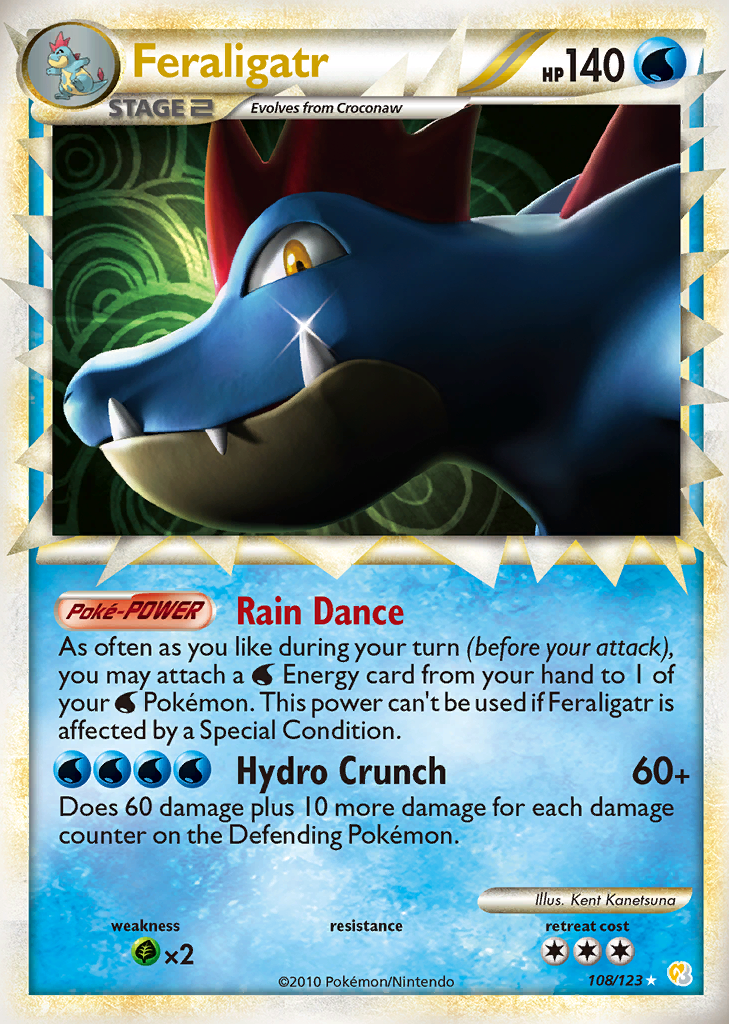 Feraligatr
HP 140
STAGE 2
Evolves from Croconaw
Poké-POWER Rain Dance
As often as you like during your turn (before your attack),
you may attach a Energy card from your hand to 1 of
your Pokémon. This power can't be used if Feraligatr is
affected by a Special Condition.
Hydro Crunch 60+
Does 60 damage plus 10 more damage for each damage
counter on the Defending Pokémon.
Illus. Kent Kanetsuna
weakness resistance retreat cost
×2
©2010 Pokémon/Nintendo 108/123